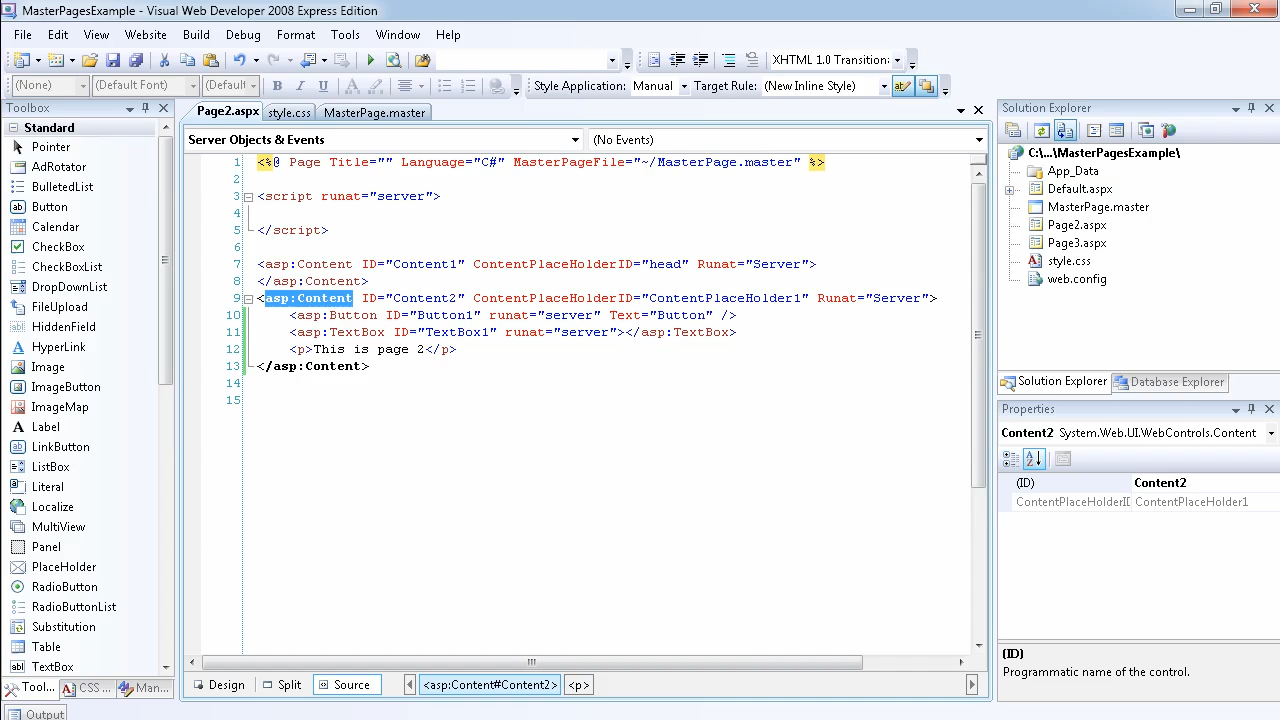 MasterPagesExample - Visual Web Developer 2008 Express Edition
File Edit View Website Build Debug Format Tools Window Help
XHTML 1.0 Transition
(None) (Default Font) (Default B I U A Style Application: Manual Target Rule: (New Inline Style)
Toolbox
Standard
Pointer
AdRotator
BulletedList
Button
Calendar
CheckBox
CheckBoxList
DropDownList
FileUpload
HiddenField
HyperLink
Image
ImageButton
ImageMap
Label
LinkButton
ListBox
Literal
Localize
MultiView
Panel
PlaceHolder
RadioButton
RadioButtonList
Substitution
Table
TextBox
Tool... CSS ... Man...
Output
Page2.aspx style.css MasterPage.master
Server Objects & Events (No Events)
1 <%@ Page Title="" Language="C#" MasterPageFile="~/MasterPage.master" %>
2
3 <script runat="server">
4
5 </script>
6
7 <asp:Content ID="Content1" ContentPlaceHolderID="head" Runat="Server">
8 </asp:Content>
9 <asp:Content ID="Content2" ContentPlaceHolderID="ContentPlaceHolder1" Runat="Server">
10 <asp:Button ID="Button1" runat="server" Text="Button" />
11 <asp:TextBox ID="TextBox1" runat="server"></asp:TextBox>
12 <p>This is page 2</p>
13 </asp:Content>
14
15
Design Split Source <asp:Content#Content2> <p>
Solution Explorer
C:\...\MasterPagesExample\
App_Data
Default.aspx
MasterPage.master
Page2.aspx
Page3.aspx
style.css
web.config
Solution Explorer Database Explorer
Properties
Content2 System.Web.UI.WebControls.Content
(ID) Content2
ContentPlaceHolderID ContentPlaceHolder1
(ID)
Programmatic name of the control.